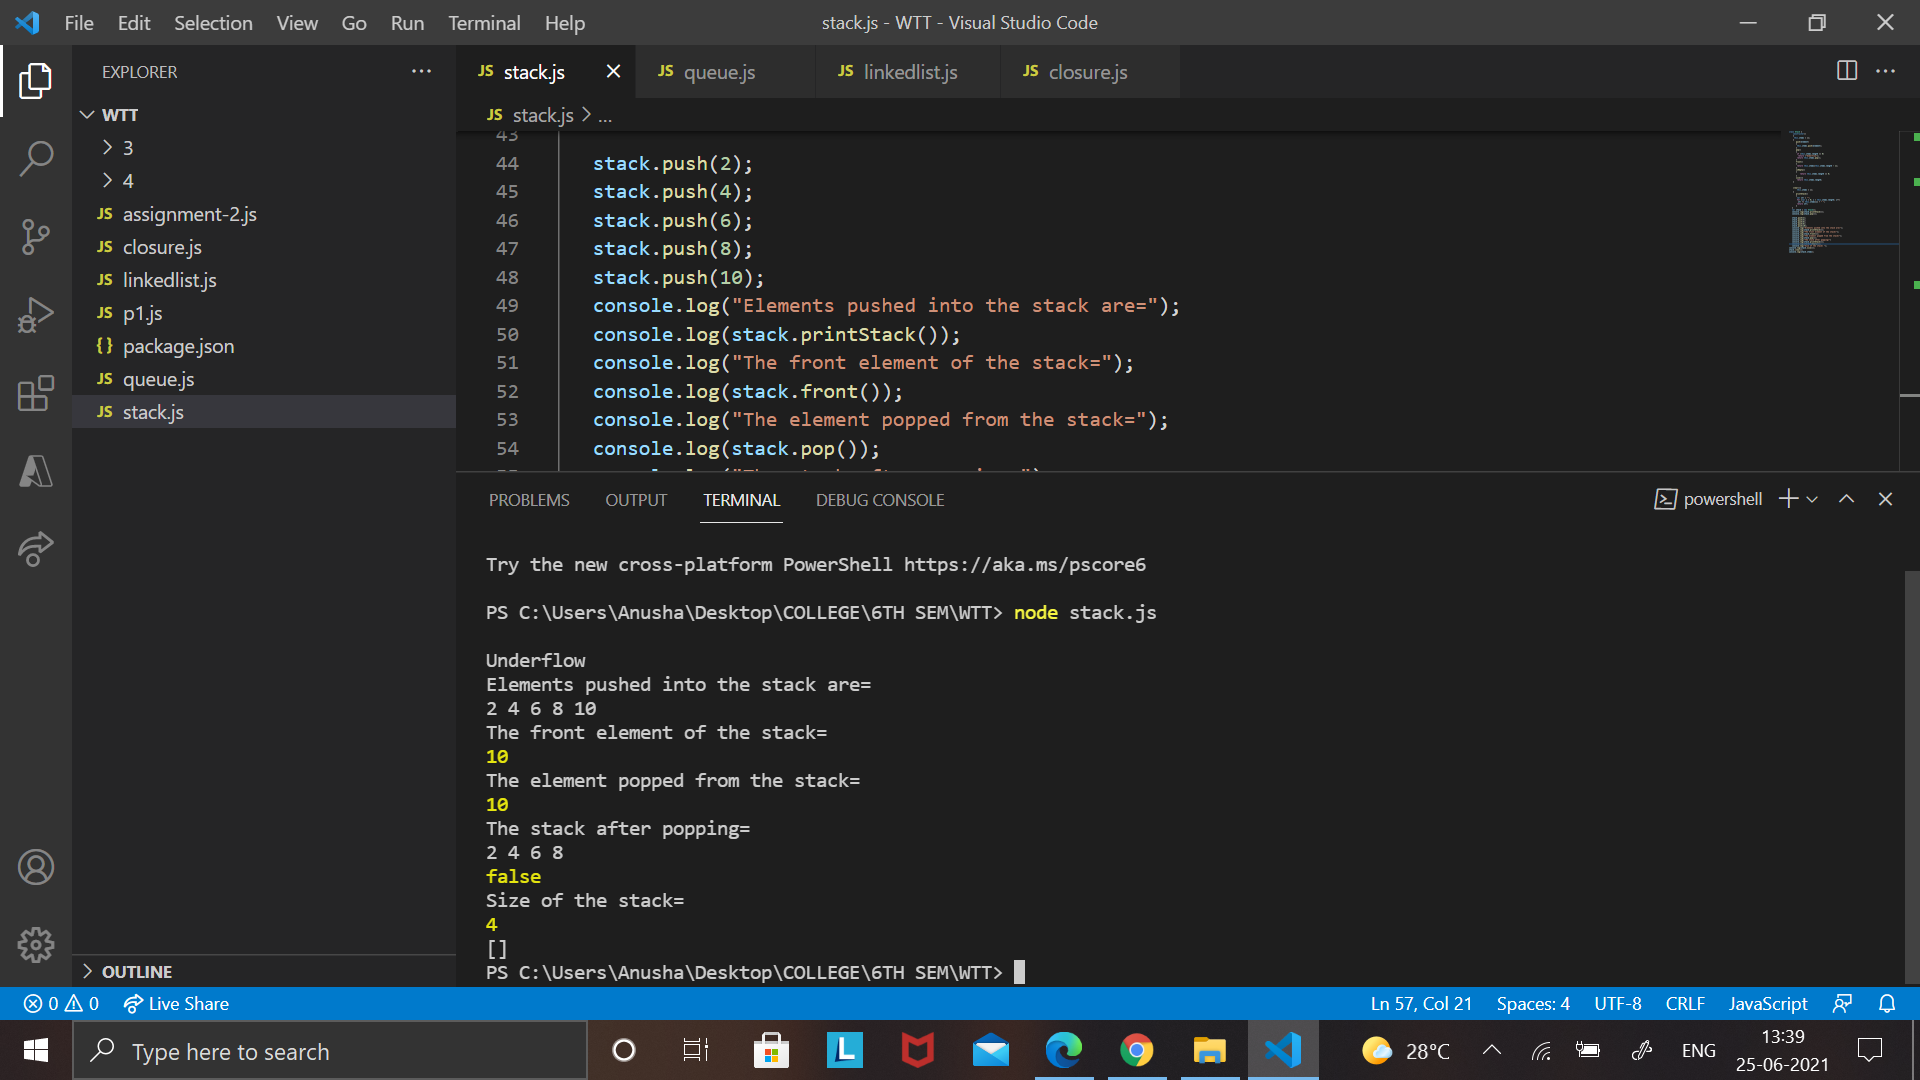 File Edit Selection View Go Run Terminal Help
stack.js - WTT - Visual Studio Code
EXPLORER
WTT
3
4
JS assignment-2.js
JS closure.js
JS linkedlist.js
JS p1.js
{} package.json
JS queue.js
JS stack.js
OUTLINE
JS stack.js
JS queue.js
JS linkedlist.js
JS closure.js
JS stack.js > ...
43
44 stack.push(2);
45 stack.push(4);
46 stack.push(6);
47 stack.push(8);
48 stack.push(10);
49 console.log("Elements pushed into the stack are=");
50 console.log(stack.printStack());
51 console.log("The front element of the stack=");
52 console.log(stack.front());
53 console.log("The element popped from the stack=");
54 console.log(stack.pop());
PROBLEMS OUTPUT TERMINAL DEBUG CONSOLE
powershell
Try the new cross-platform PowerShell https://aka.ms/pscore6
PS C:\Users\Anusha\Desktop\COLLEGE\6TH SEM\WTT> node stack.js
Underflow
Elements pushed into the stack are=
2 4 6 8 10
The front element of the stack=
10
The element popped from the stack=
10
The stack after popping=
2 4 6 8
false
Size of the stack=
4
[]
PS C:\Users\Anusha\Desktop\COLLEGE\6TH SEM\WTT>
0 0 Live Share
Ln 57, Col 21 Spaces: 4 UTF-8 CRLF JavaScript
Type here to search
L
28°C
ENG
13:39
25-06-2021